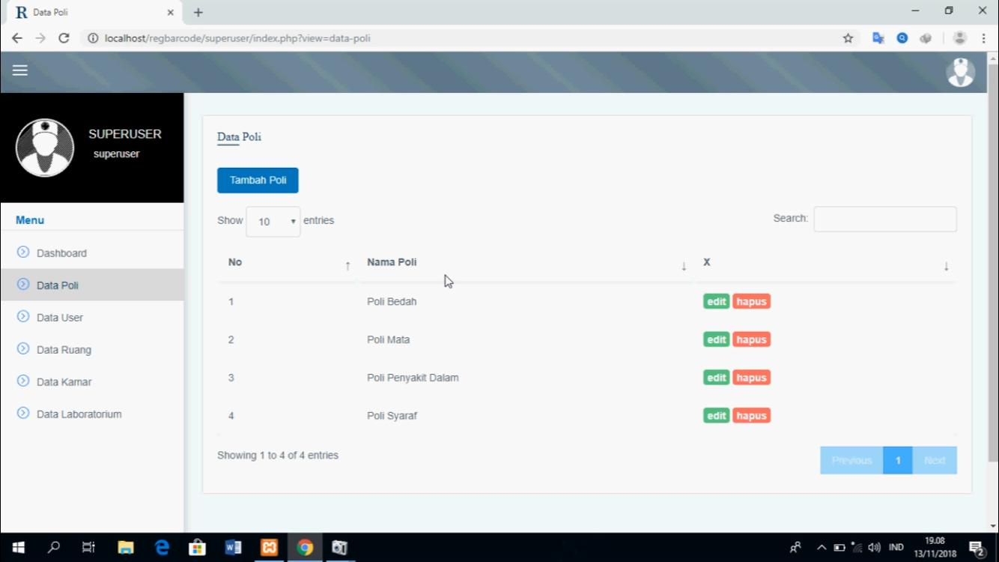 R Data Poli
localhost/regbarcode/superuser/index.php?view=data-poli
SUPERUSER
superuser
Menu
Dashboard
Data Poli
Data User
Data Ruang
Data Kamar
Data Laboratorium
Data Poli
Tambah Poli
Show 10 entries
Search:
No Nama Poli X
1 Poli Bedah edit hapus
2 Poli Mata edit hapus
3 Poli Penyakit Dalam edit hapus
4 Poli Syaraf edit hapus
Showing 1 to 4 of 4 entries
Previous 1 Next
IND
19.08
13/11/2018
2